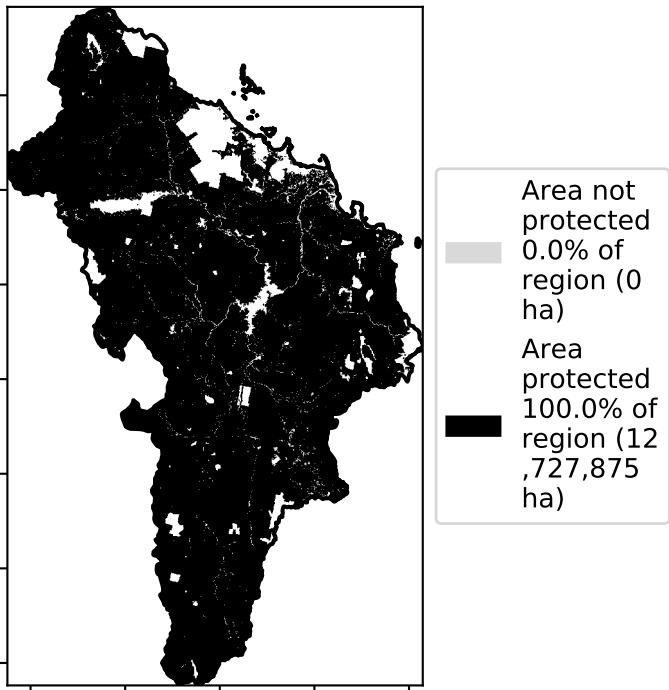 Area not
protected
0.0% of
region (0
ha)
Area
protected
100.0% of
region (12
,727,875
ha)